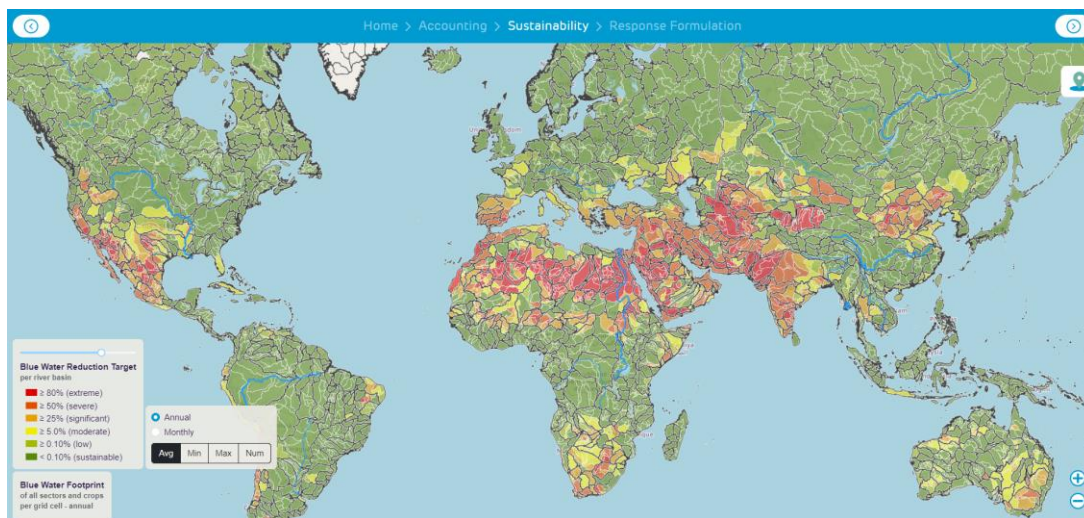 Home > Accounting > Sustainability > Response Formulation
Blue Water Reduction Target
per river basin
≥ 80% (extreme)
≥ 50% (severe)
≥ 25% (significant)
≥ 5.0% (moderate)
≥ 0.10% (low)
< 0.10% (sustainable)
Annual
Monthly
Avg Min Max Num
Blue Water Footprint
of all sectors and crops
per grid cell - annual